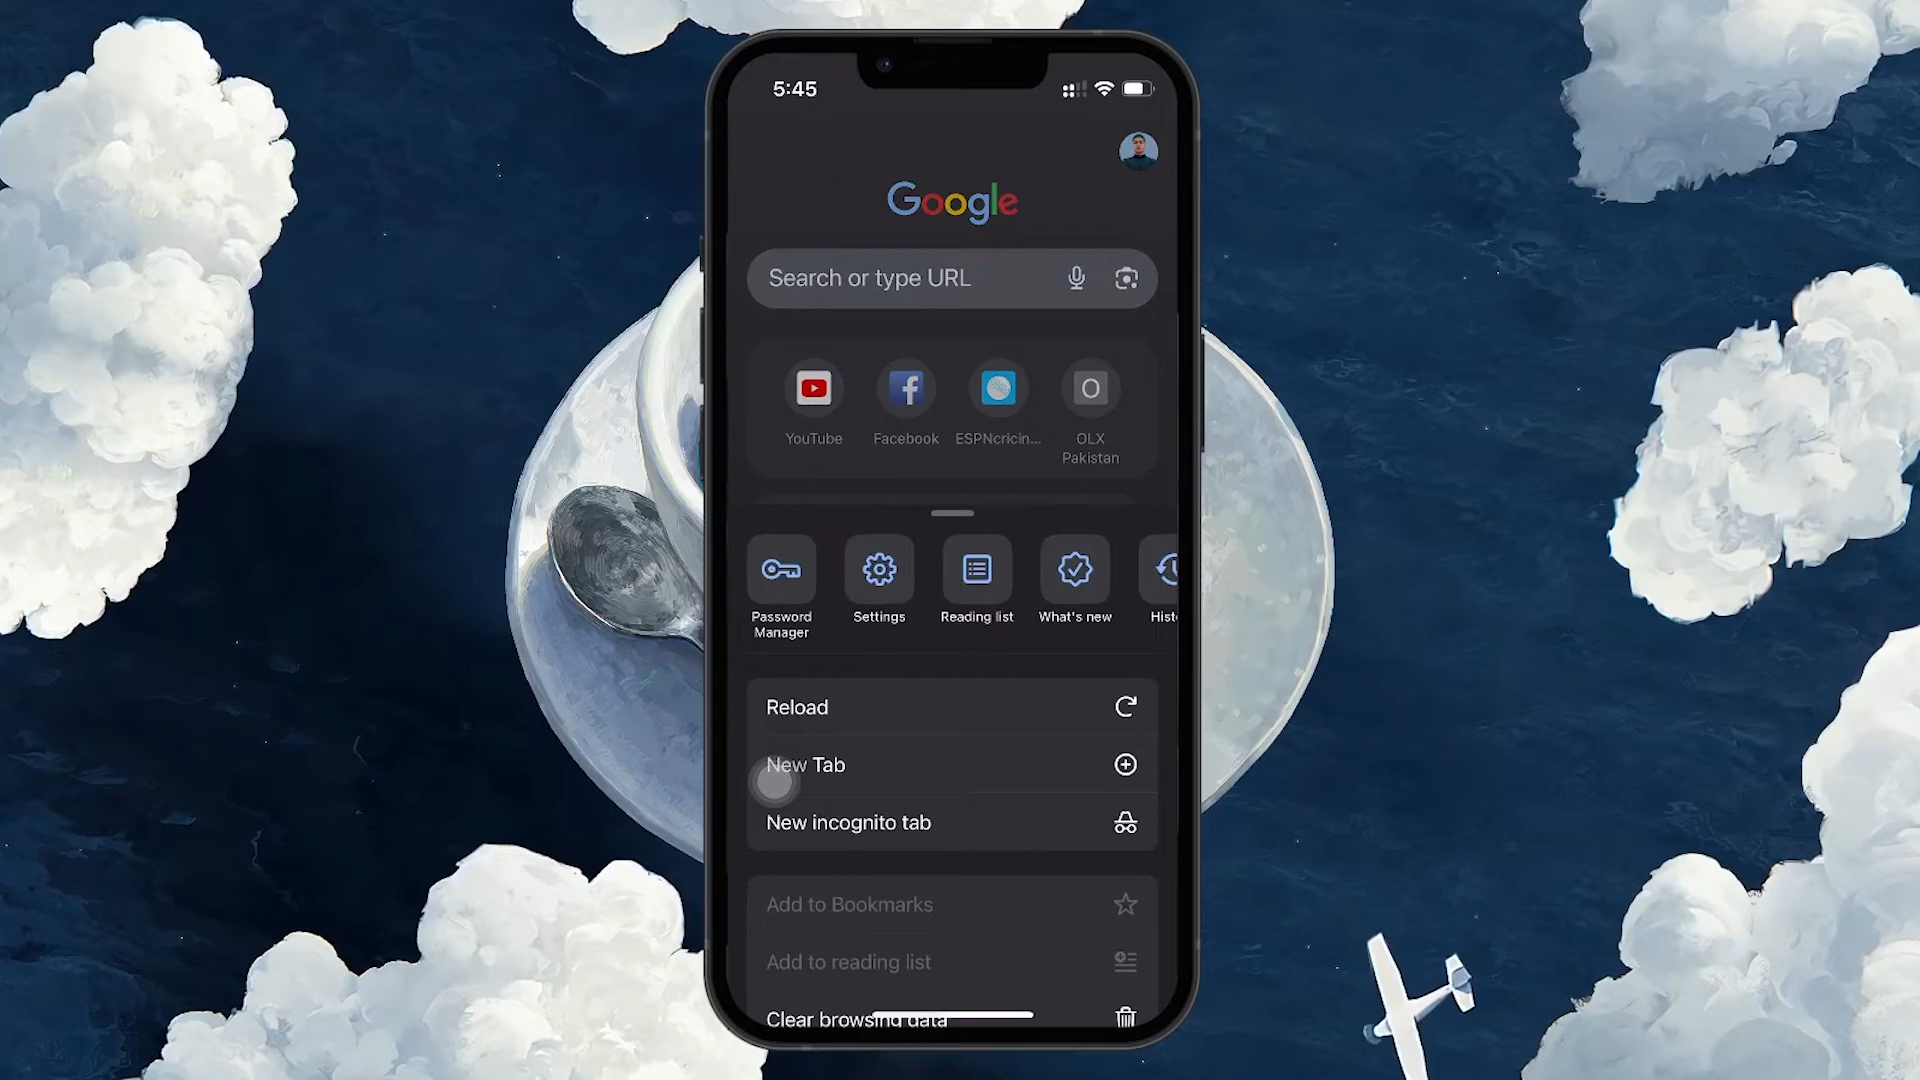 5:45
Google
Search or type URL
YouTube
Facebook
ESPNcricin...
OLX
Pakistan
O
Password
Manager
Settings
Reading list
What's new
Hist
Reload
New Tab
New incognito tab
Add to Bookmarks
Add to reading list
Clear browsing data